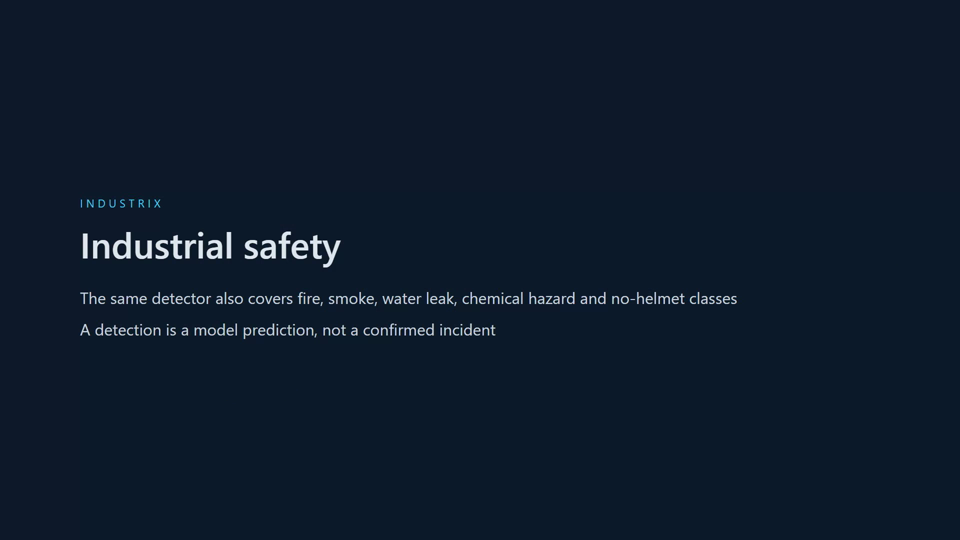 INDUSTRIX
Industrial safety
The same detector also covers fire, smoke, water leak, chemical hazard and no-helmet classes
A detection is a model prediction, not a confirmed incident